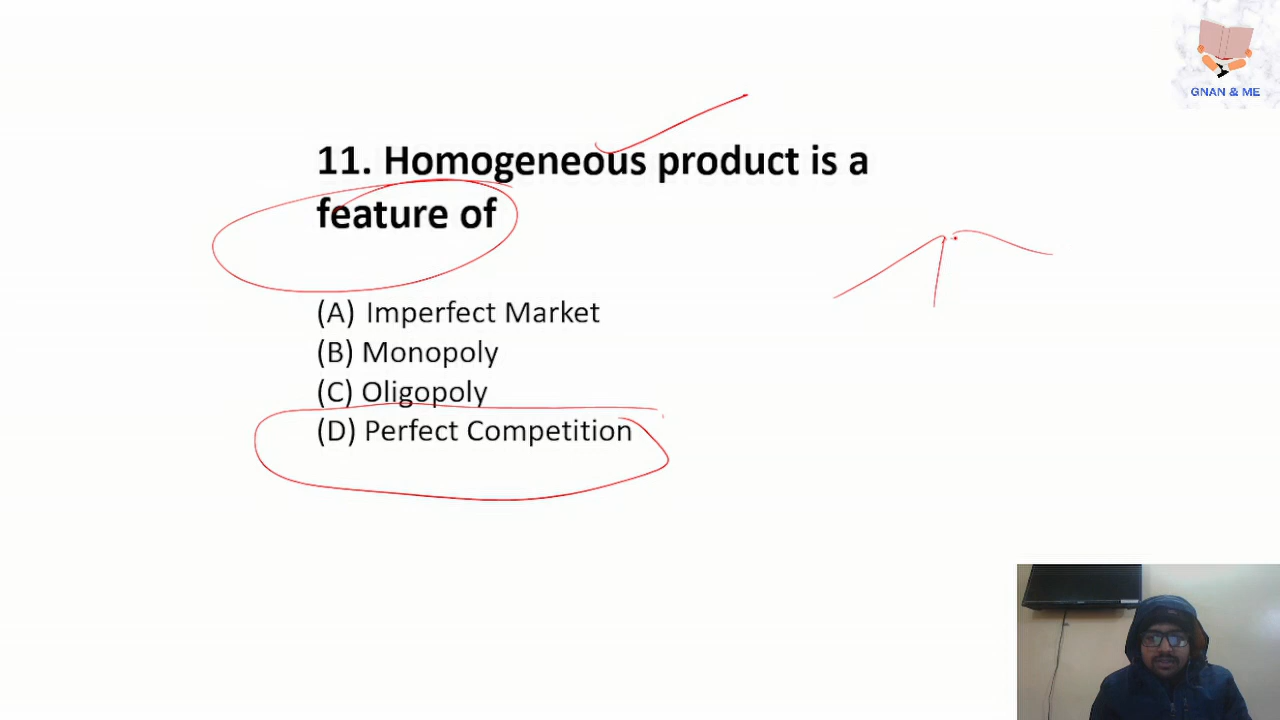 GNAN & ME
11. Homogeneous product is a
feature of
(A) Imperfect Market
(B) Monopoly
(C) Oligopoly
(D) Perfect Competition